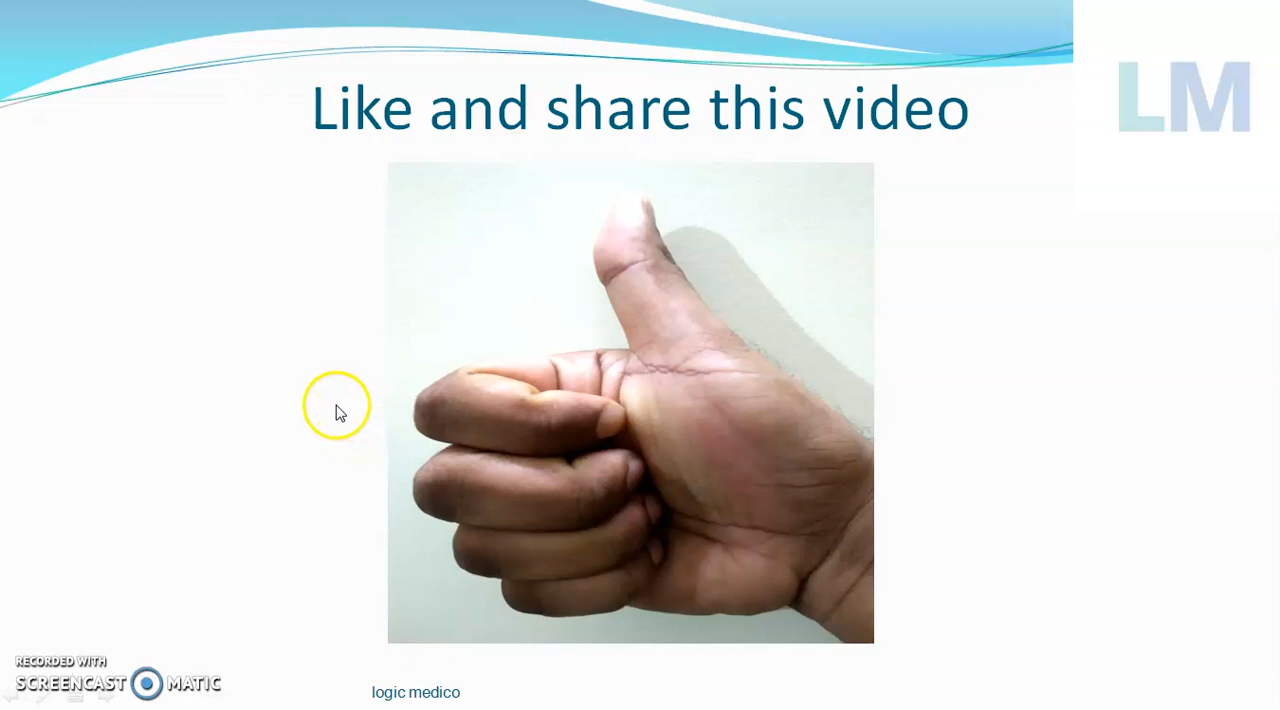 LM
Like and share this video
RECORDED WITH
SCREENCAST MATIC
logic medico